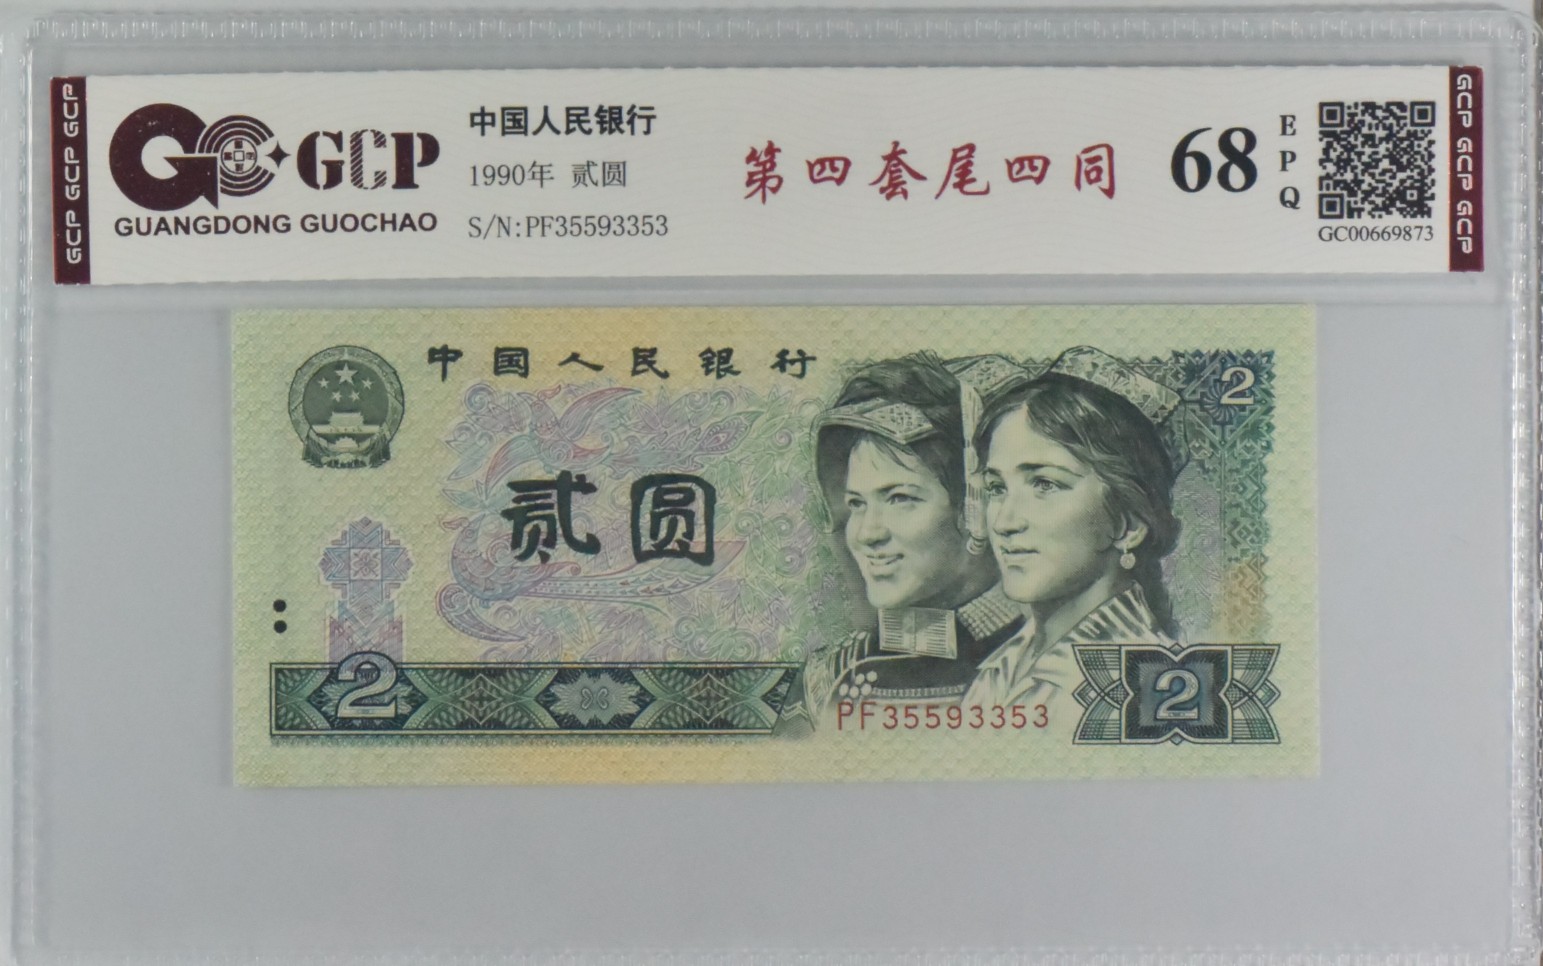 GCP GCP GCP
GCP
GUANGDONG GUOCHAO
中国人民银行
1990年 贰圆
S/N:PF35593353
第四套尾四同
68
EPQ
GC00669873
GCP GCP GCP
中国人民银行
2
贰圆
2
2
PF35593353